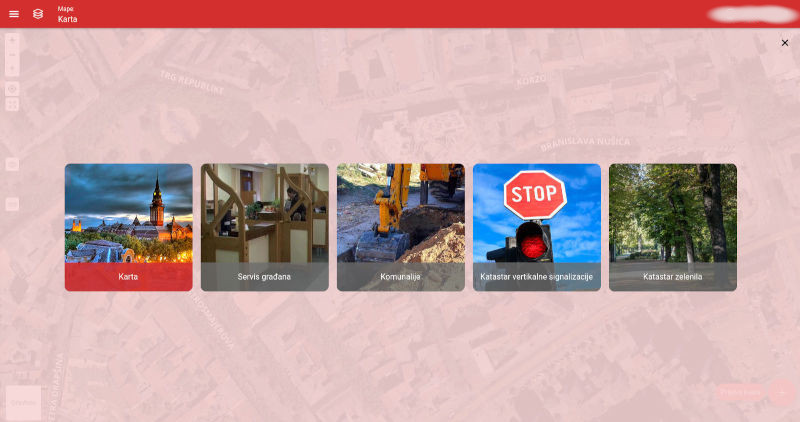 Mape:
Karta
TRG REPUBLIKE
KORZO
BRANISLAVA NUŠIĆA
STOP
Karta
Servis građana
Komunalije
Katastar vertikalne signalizacije
Katastar zelenila